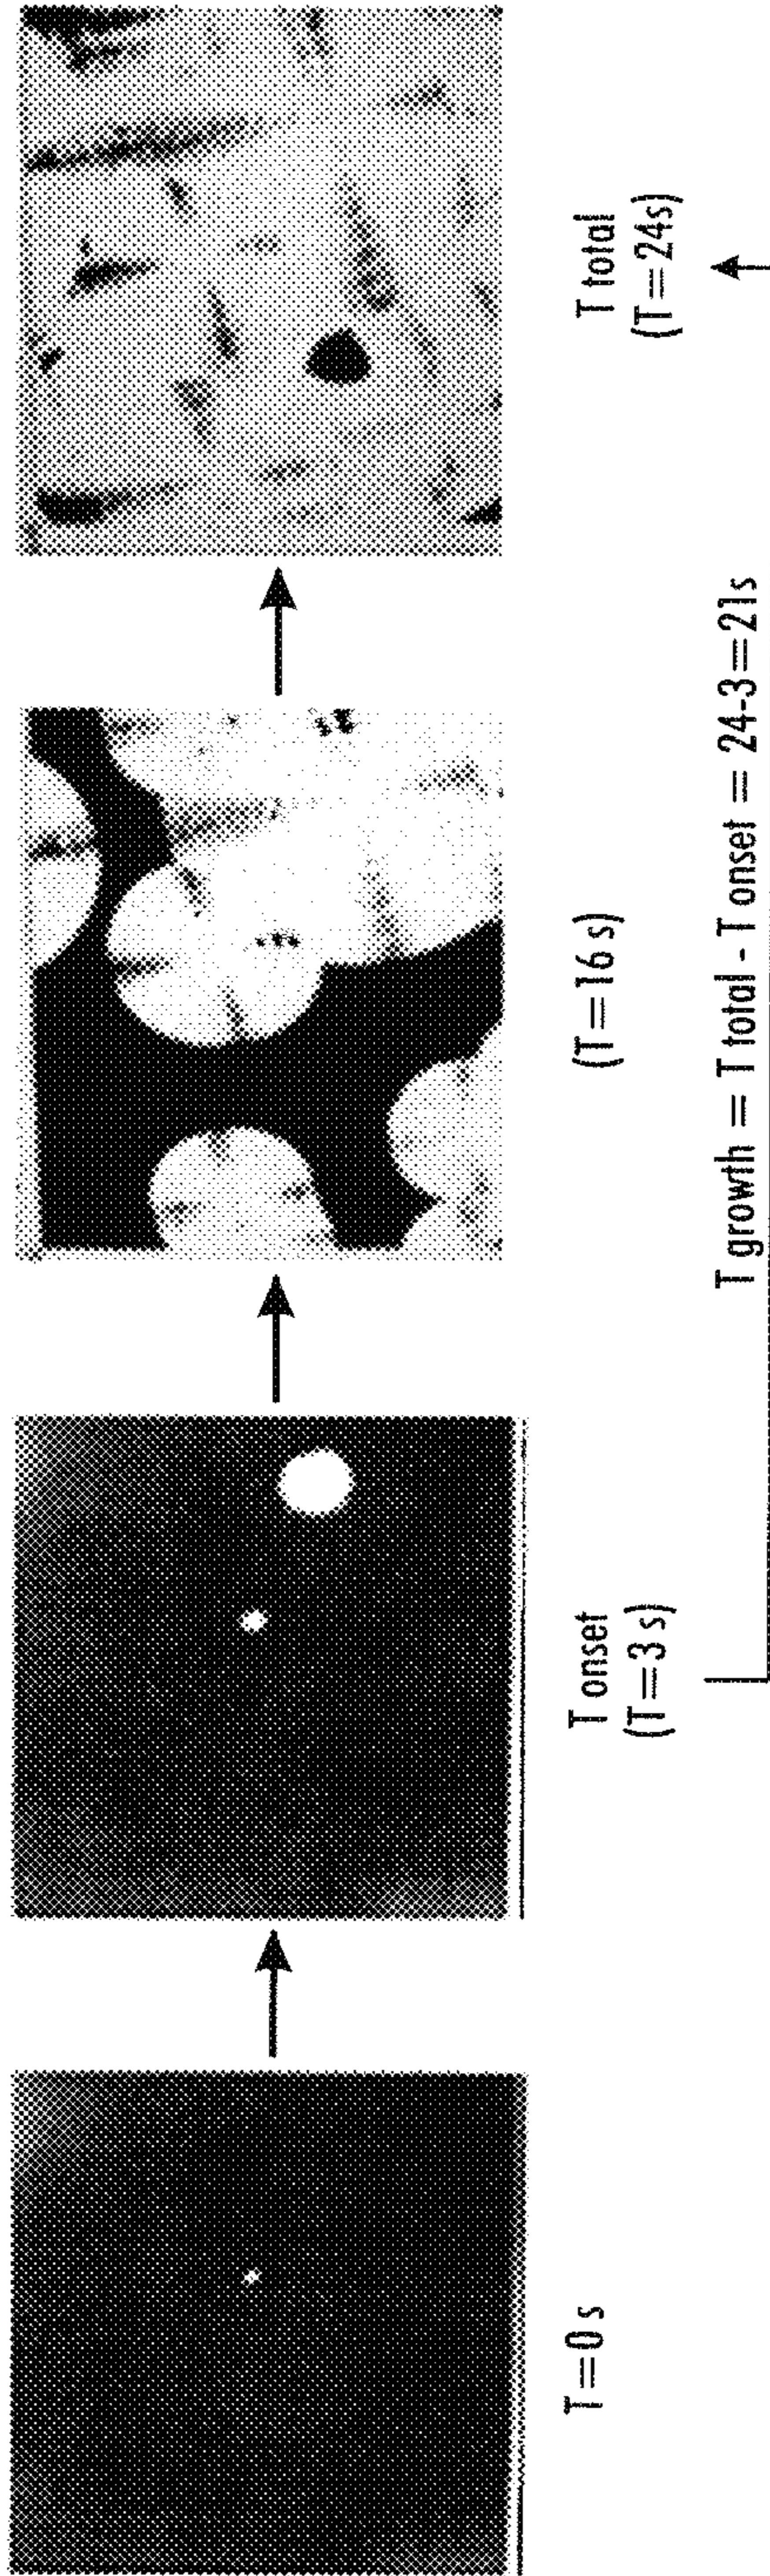 T=0 s
T onset
(T=3 s)
(T=16 s)
T total
(T=24s)
T growth = T total - T onset = 24-3=21s